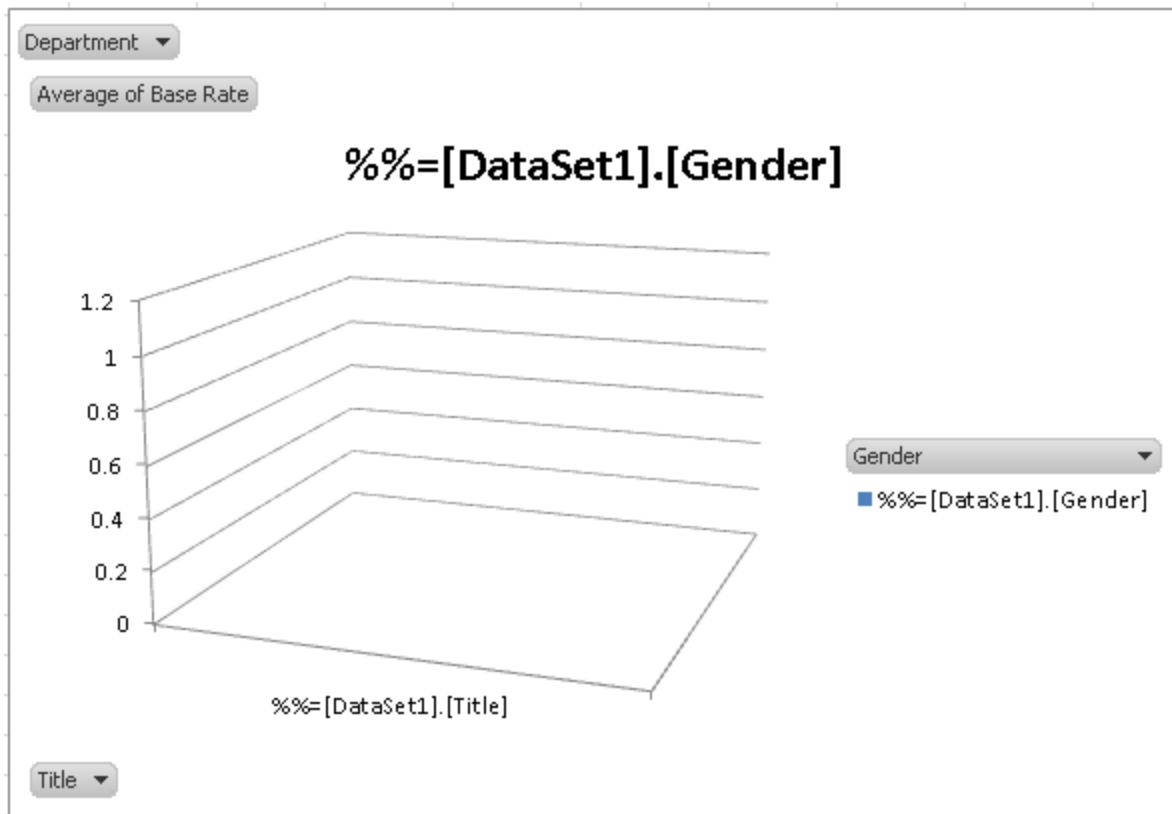 Department
Average of Base Rate
%%=[DataSet1].[Gender]
1.2
1
0.8
0.6
0.4
0.2
0
Gender
%%=[DataSet1].[Gender]
%%=[DataSet1].[Title]
Title